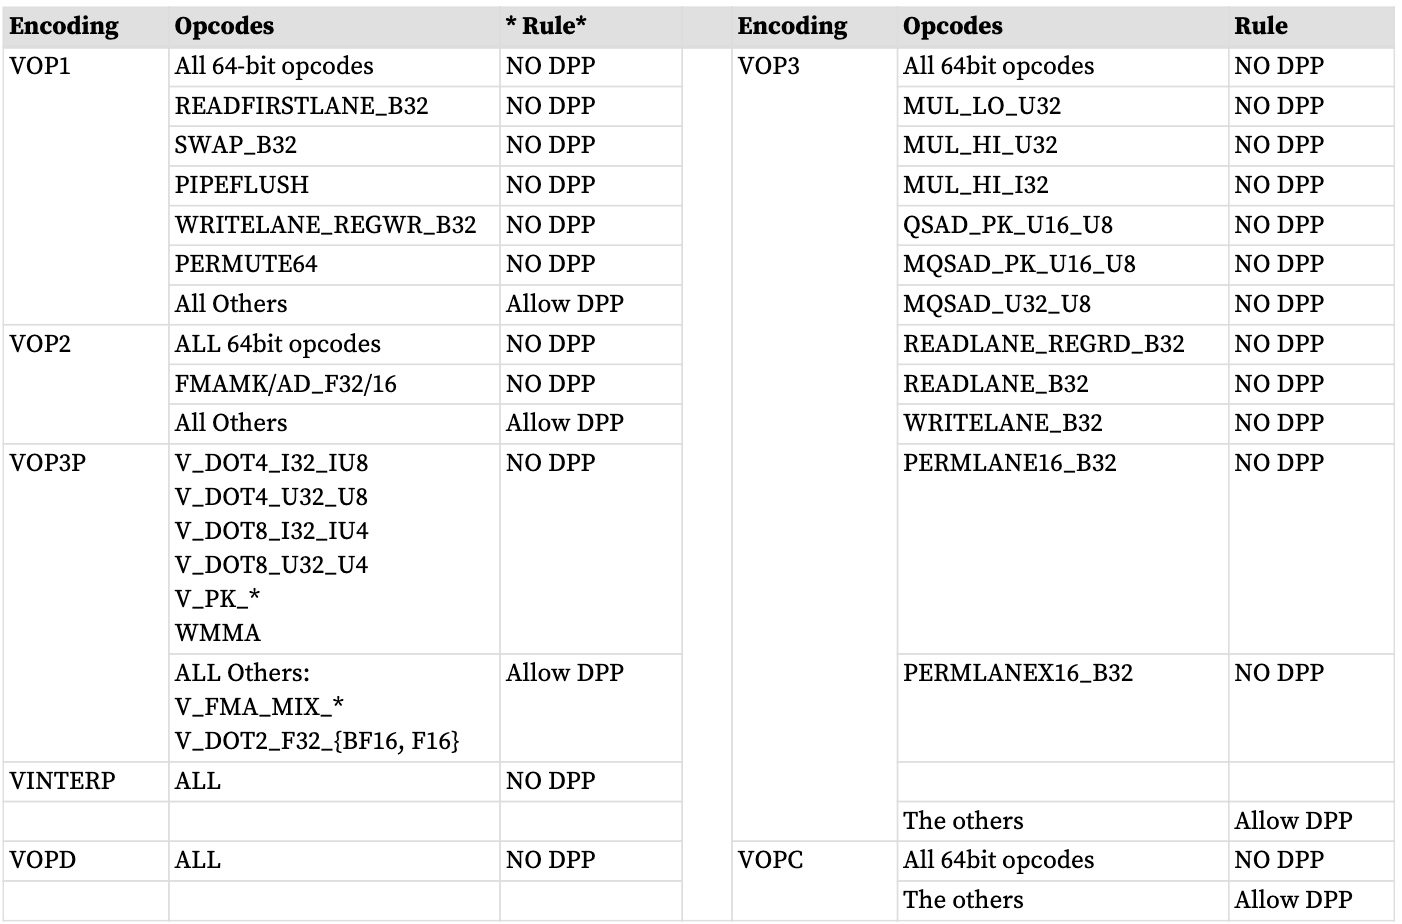 Encoding Opcodes * Rule* Encoding Opcodes Rule
VOP1 All 64-bit opcodes NO DPP VOP3 All 64bit opcodes NO DPP
READFIRSTLANE_B32 NO DPP MUL_LO_U32 NO DPP
SWAP_B32 NO DPP MUL_HI_U32 NO DPP
PIPEFLUSH NO DPP MUL_HI_I32 NO DPP
WRITELANE_REGWR_B32 NO DPP QSAD_PK_U16_U8 NO DPP
PERMUTE64 NO DPP MQSAD_PK_U16_U8 NO DPP
All Others Allow DPP MQSAD_U32_U8 NO DPP
VOP2 ALL 64bit opcodes NO DPP READLANE_REGRD_B32 NO DPP
FMAMK/AD_F32/16 NO DPP READLANE_B32 NO DPP
All Others Allow DPP WRITELANE_B32 NO DPP
VOP3P V_DOT4_I32_IU8 NO DPP PERMLANE16_B32 NO DPP
V_DOT4_U32_U8
V_DOT8_I32_IU4
V_DOT8_U32_U4
V_PK_*
WMMA
ALL Others: Allow DPP PERMLANEX16_B32 NO DPP
V_FMA_MIX_*
V_DOT2_F32_{BF16, F16}
VINTERP ALL NO DPP
The others Allow DPP
VOPD ALL NO DPP VOPC All 64bit opcodes NO DPP
The others Allow DPP